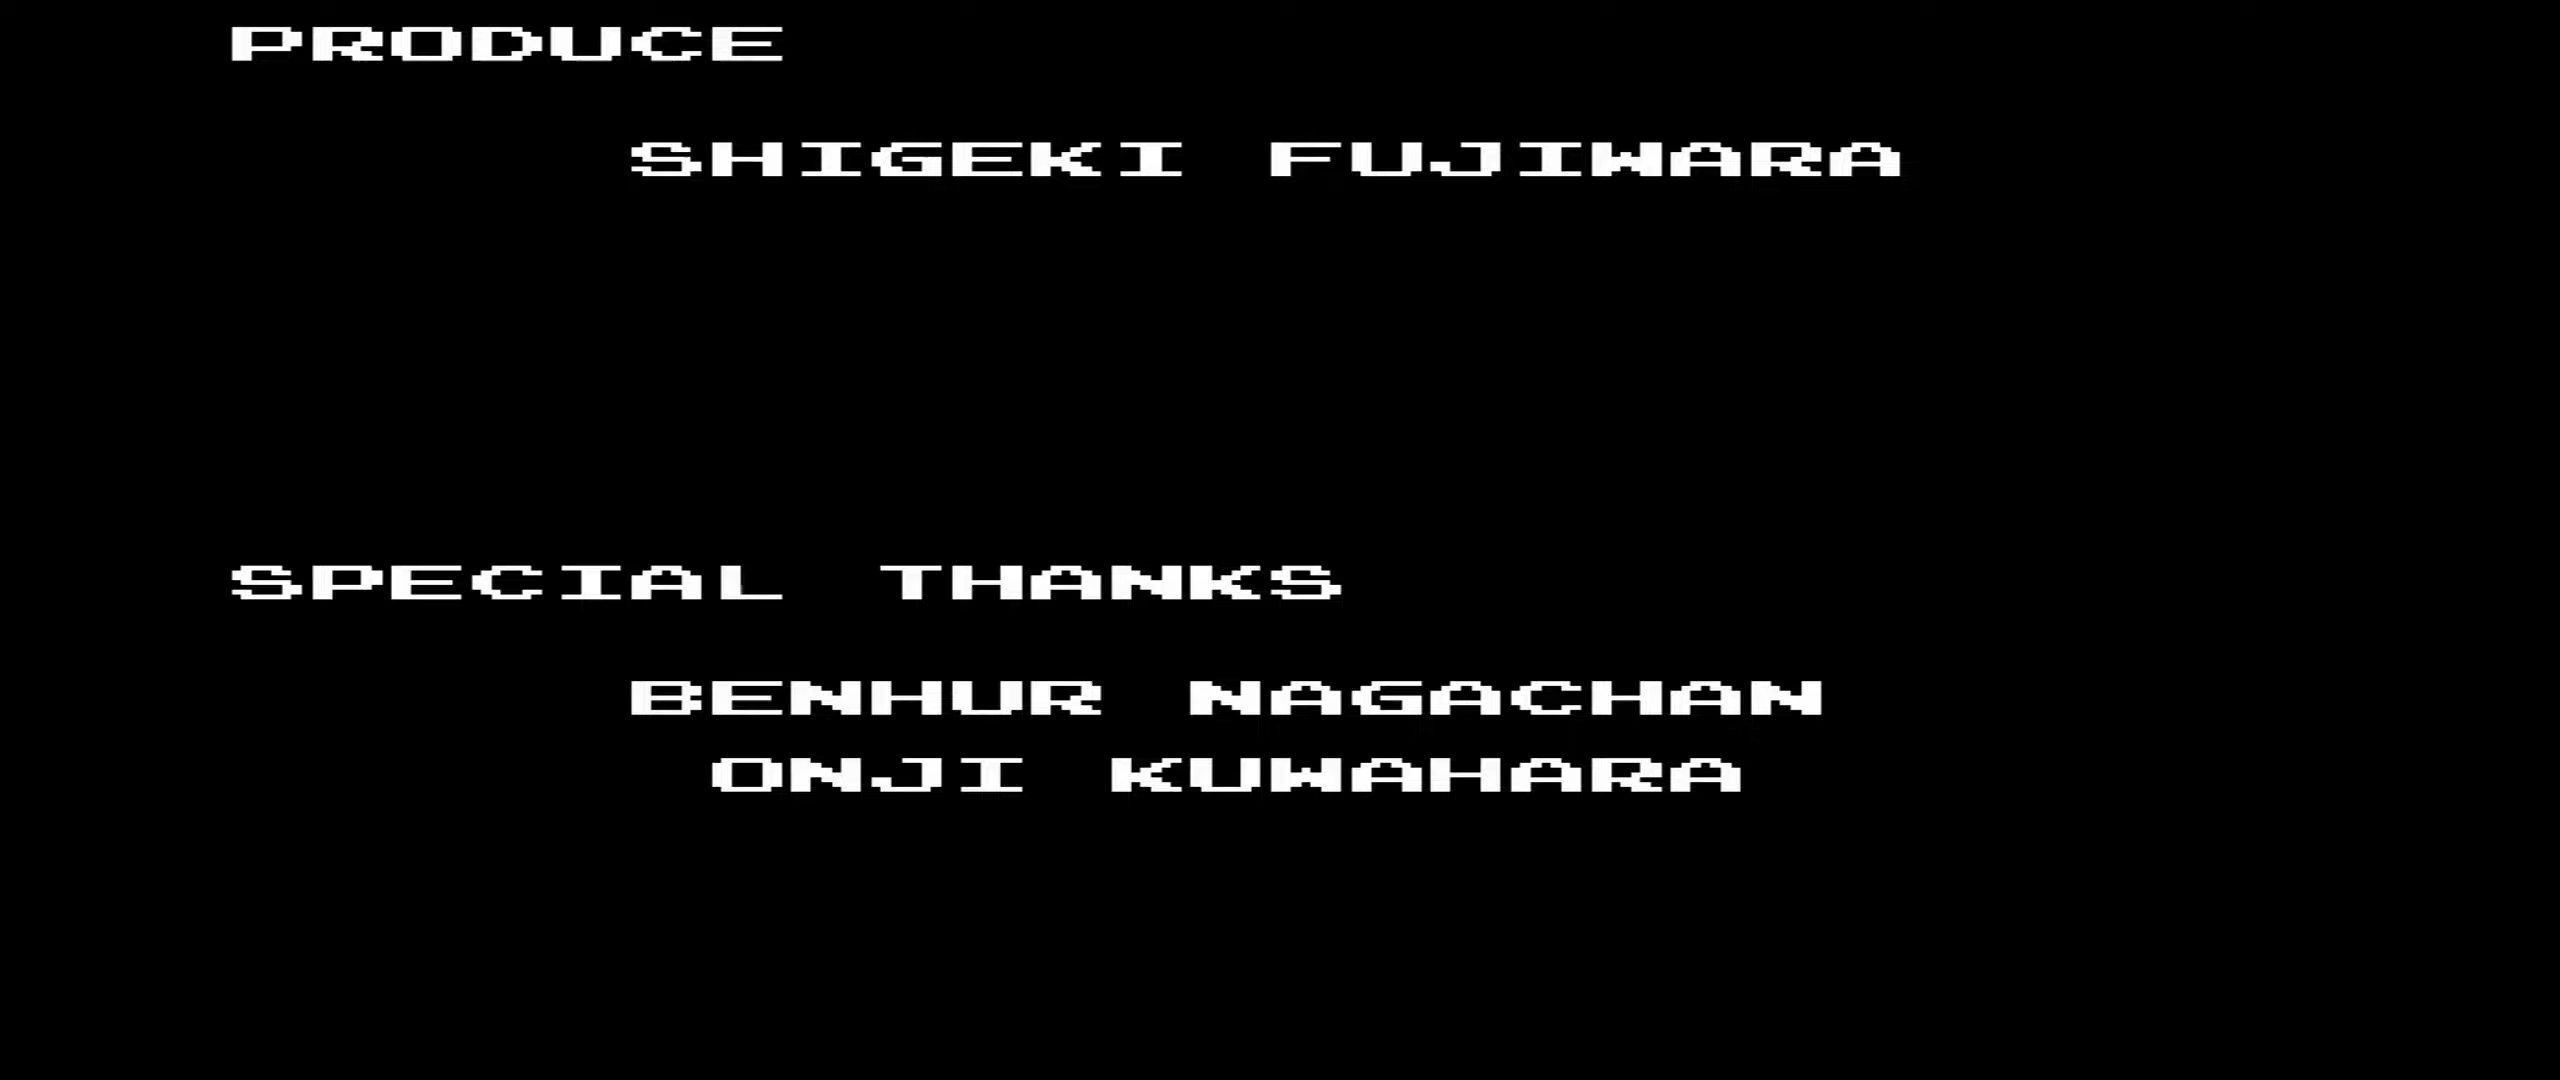 PRODUCE
SHIGEKI FUJIWARA
SPECIAL THANKS
BENHUR NAGACHAN
ONJI KUWAHARA